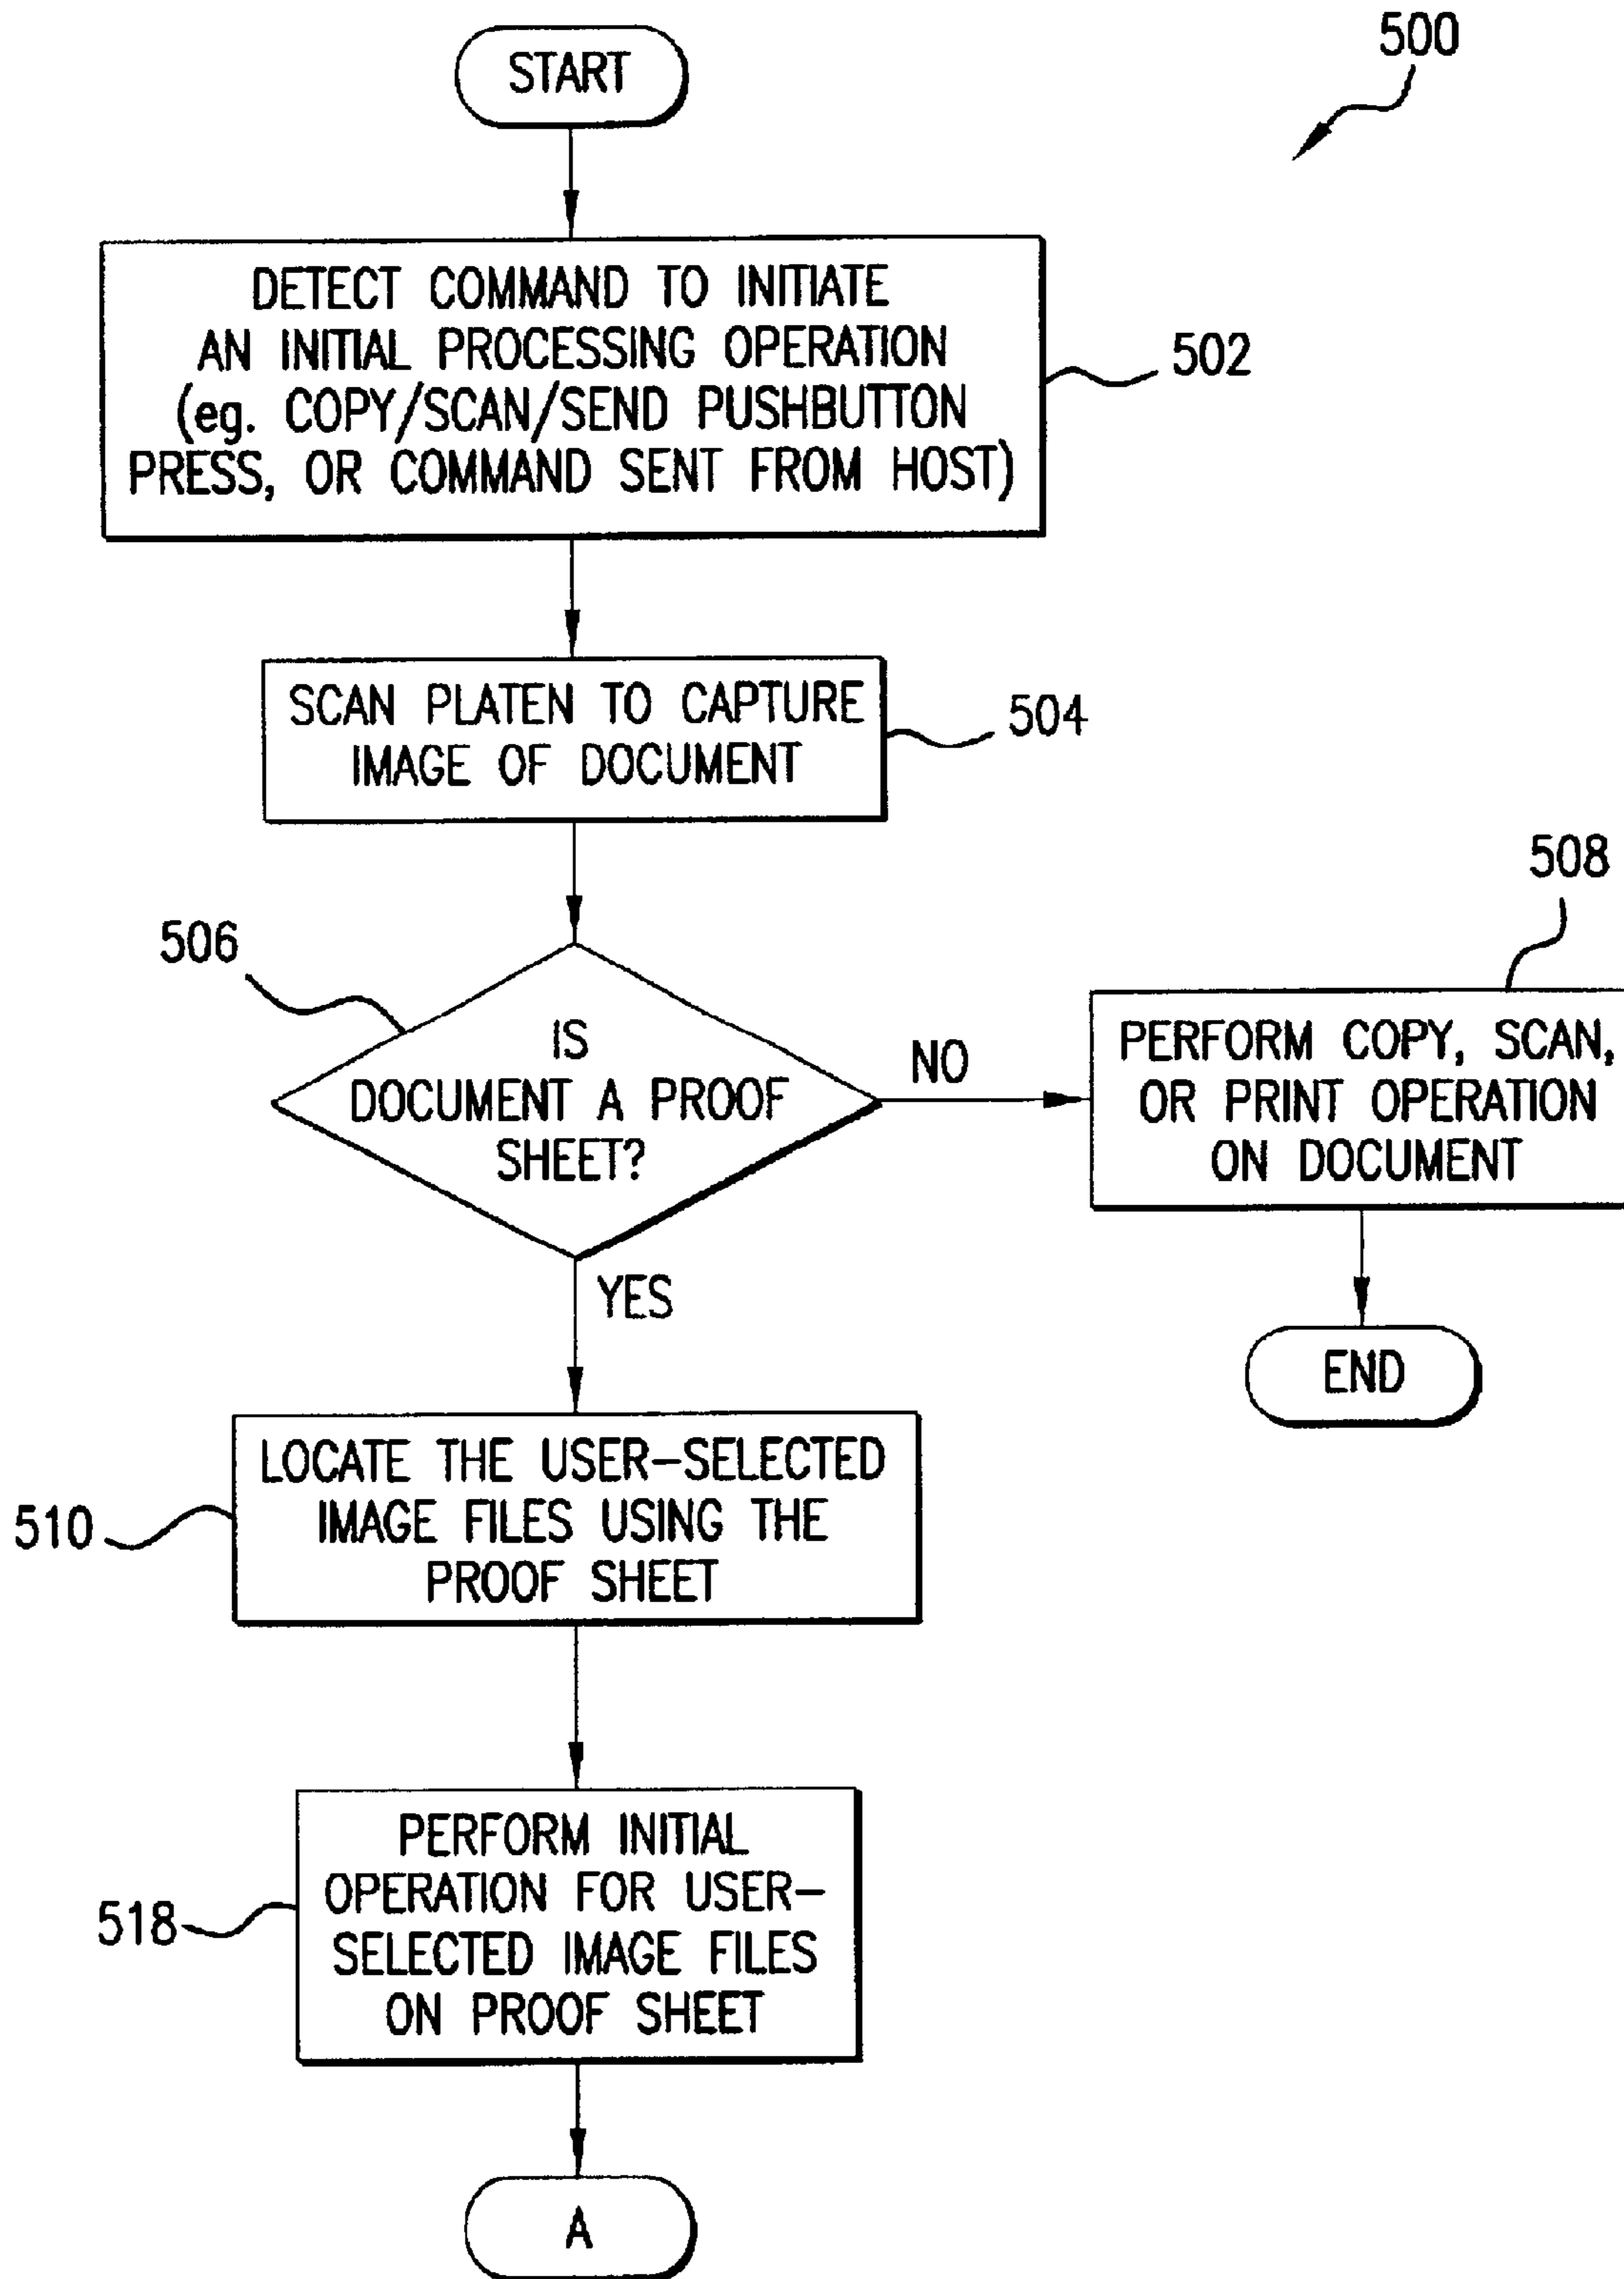 START
500
DETECT COMMAND TO INITIATE
AN INITIAL PROCESSING OPERATION
(eg. COPY/SCAN/SEND PUSHBUTTON
PRESS, OR COMMAND SENT FROM HOST)
502
SCAN PLATEN TO CAPTURE
IMAGE OF DOCUMENT
504
506
IS
DOCUMENT A PROOF
SHEET?
NO
508
PERFORM COPY, SCAN,
OR PRINT OPERATION
ON DOCUMENT
END
YES
LOCATE THE USER-SELECTED
IMAGE FILES USING THE
PROOF SHEET
510
PERFORM INITIAL
OPERATION FOR USER-
SELECTED IMAGE FILES
ON PROOF SHEET
518
A